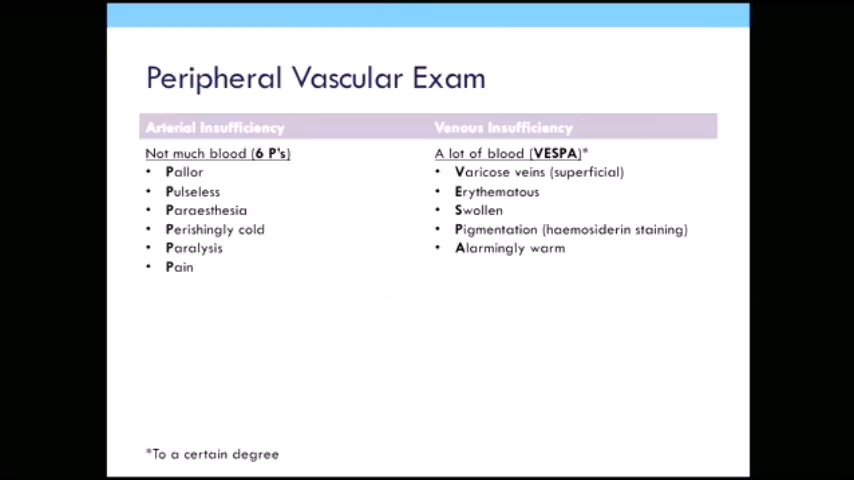 Peripheral Vascular Exam
Arterial Insufficiency
Not much blood (6 P's)
• Pallor
• Pulseless
• Paraesthesia
• Perishingly cold
• Paralysis
• Pain
Venous Insufficiency
A lot of blood (VESPA)*
• Varicose veins (superficial)
• Erythematous
• Swollen
• Pigmentation (haemosiderin staining)
• Alarmingly warm
*To a certain degree